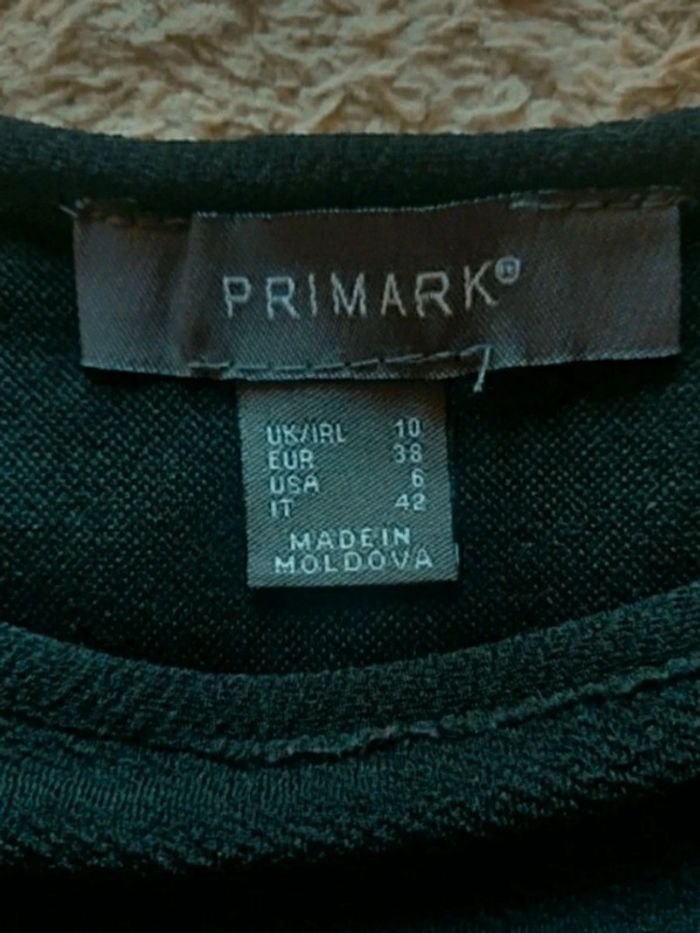 PRIMARK®
UK/IRL 10
EUR 38
USA 6
IT 42
MADE IN
MOLDOVA